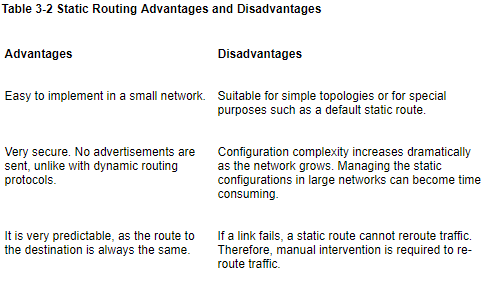 Table 3-2 Static Routing Advantages and Disadvantages
Advantages
Disadvantages
Easy to implement in a small network.
Suitable for simple topologies or for special
purposes such as a default static route.
Very secure. No advertisements are
sent, unlike with dynamic routing
protocols.
Configuration complexity increases dramatically
as the network grows. Managing the static
configurations in large networks can become time
consuming.
It is very predictable, as the route to
the destination is always the same.
If a link fails, a static route cannot reroute traffic.
Therefore, manual intervention is required to re-
route traffic.